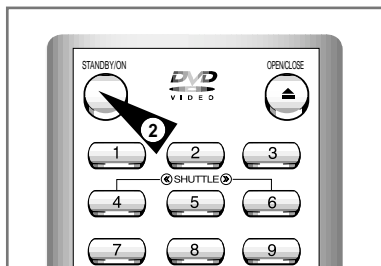 STANDBY/ON
OPEN/CLOSE
DVD
VIDEO
2
1 2 3
SHUTTLE
4 5 6
7 8 9